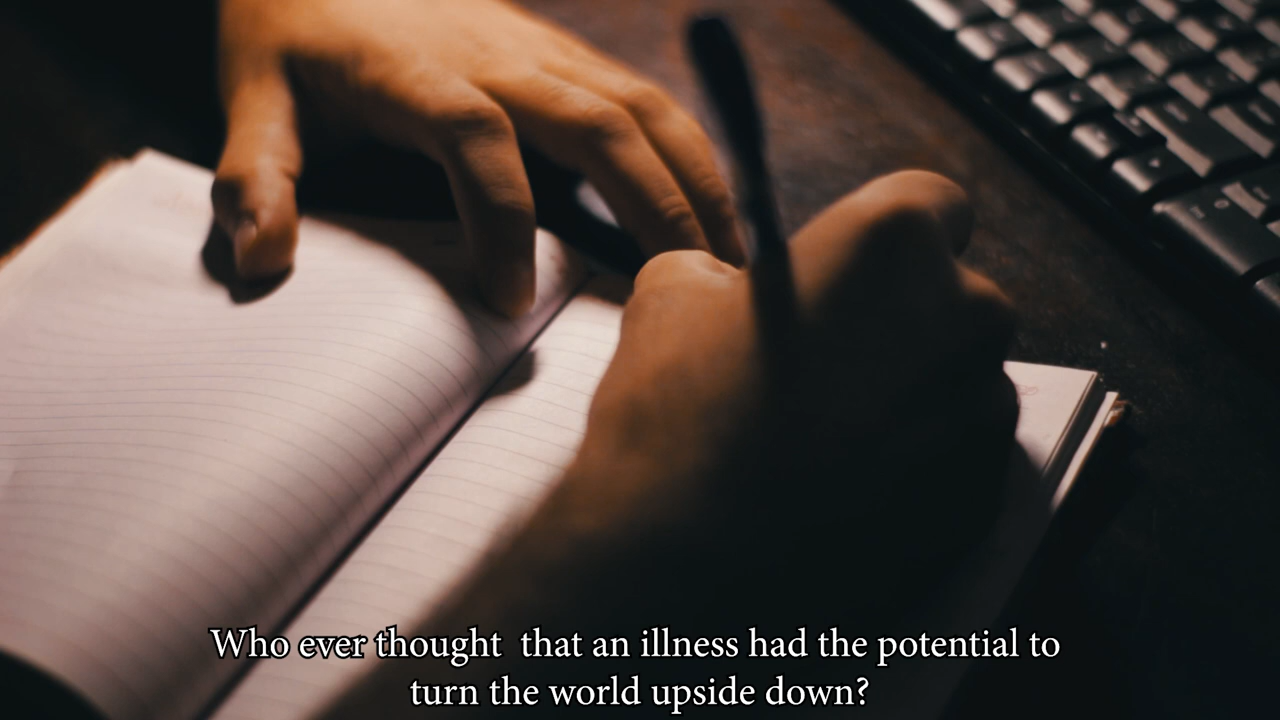 Who ever thought  that an illness had the potential to
turn the world upside down?